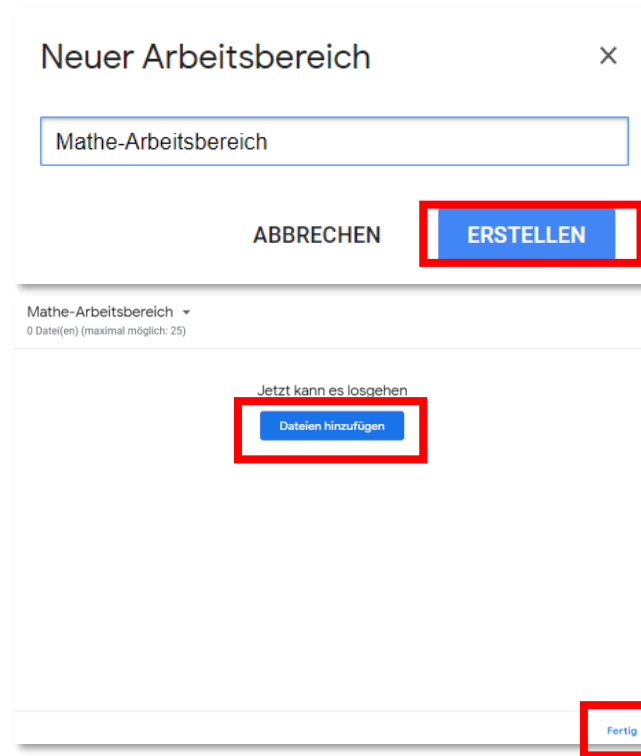 Neuer Arbeitsbereich
Mathe-Arbeitsbereich
ABBRECHEN ERSTELLEN
Mathe-Arbeitsbereich
0 Datei(en) (maximal möglich: 25)
Jetzt kann es losgehen
Dateien hinzufügen
Fertig